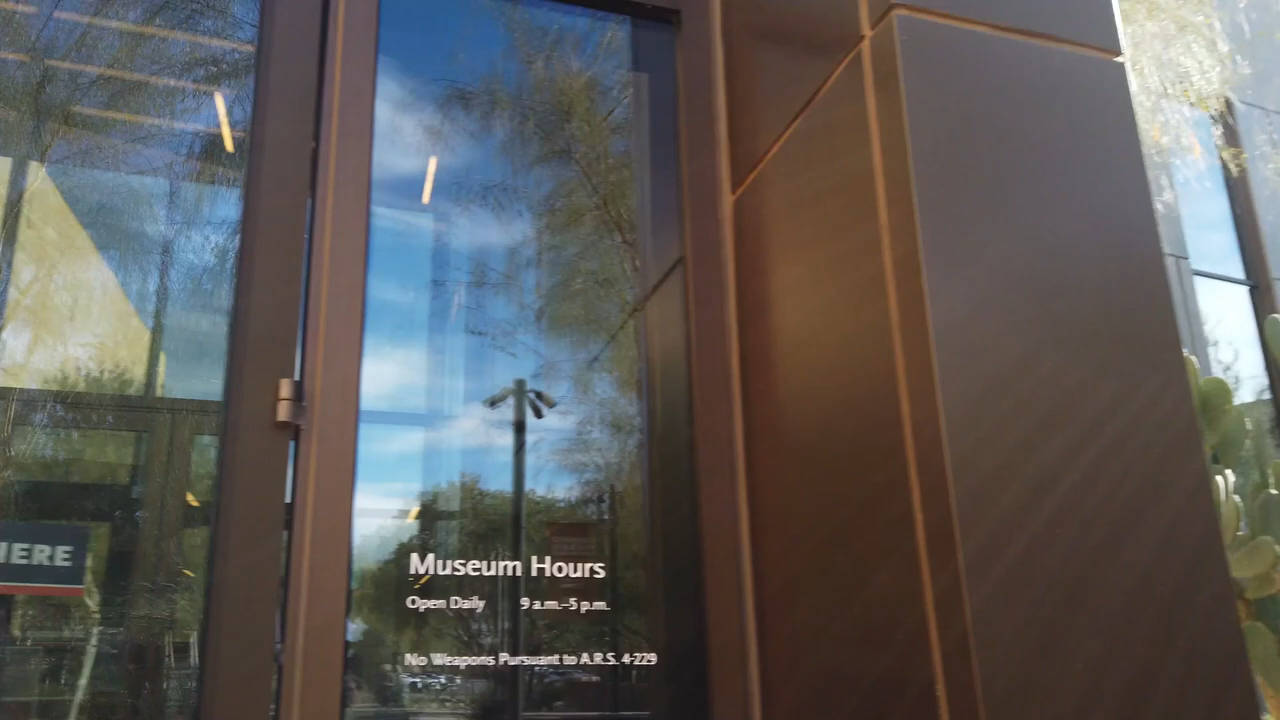 HERE
Museum Hours
Open Daily 9 a.m.–5 p.m.
No Weapons Pursuant to A.R.S. 4-229